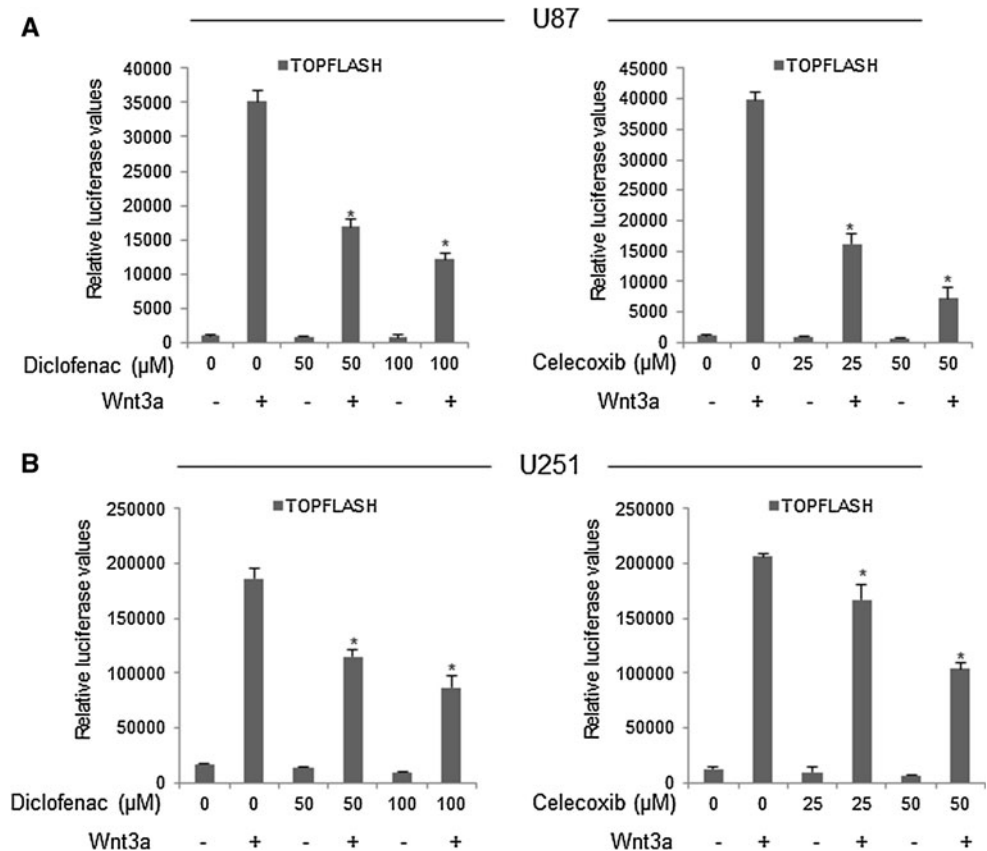 A
U87
TOPFLASH
Relative luciferase values
40000
35000
30000
25000
20000
15000
10000
5000
0
* *
Diclofenac (µM) 0 0 50 50 100 100
Wnt3a - + - + - +
TOPFLASH
Relative luciferase values
45000
40000
35000
30000
25000
20000
15000
10000
5000
0
* *
Celecoxib (µM) 0 0 25 25 50 50
Wnt3a - + - + - +
B
U251
TOPFLASH
Relative luciferase values
250000
200000
150000
100000
50000
0
* *
Diclofenac (µM) 0 0 50 50 100 100
Wnt3a - + - + - +
TOPFLASH
Relative luciferase values
250000
200000
150000
100000
50000
0
* *
Celecoxib (µM) 0 0 25 25 50 50
Wnt3a - + - + - +